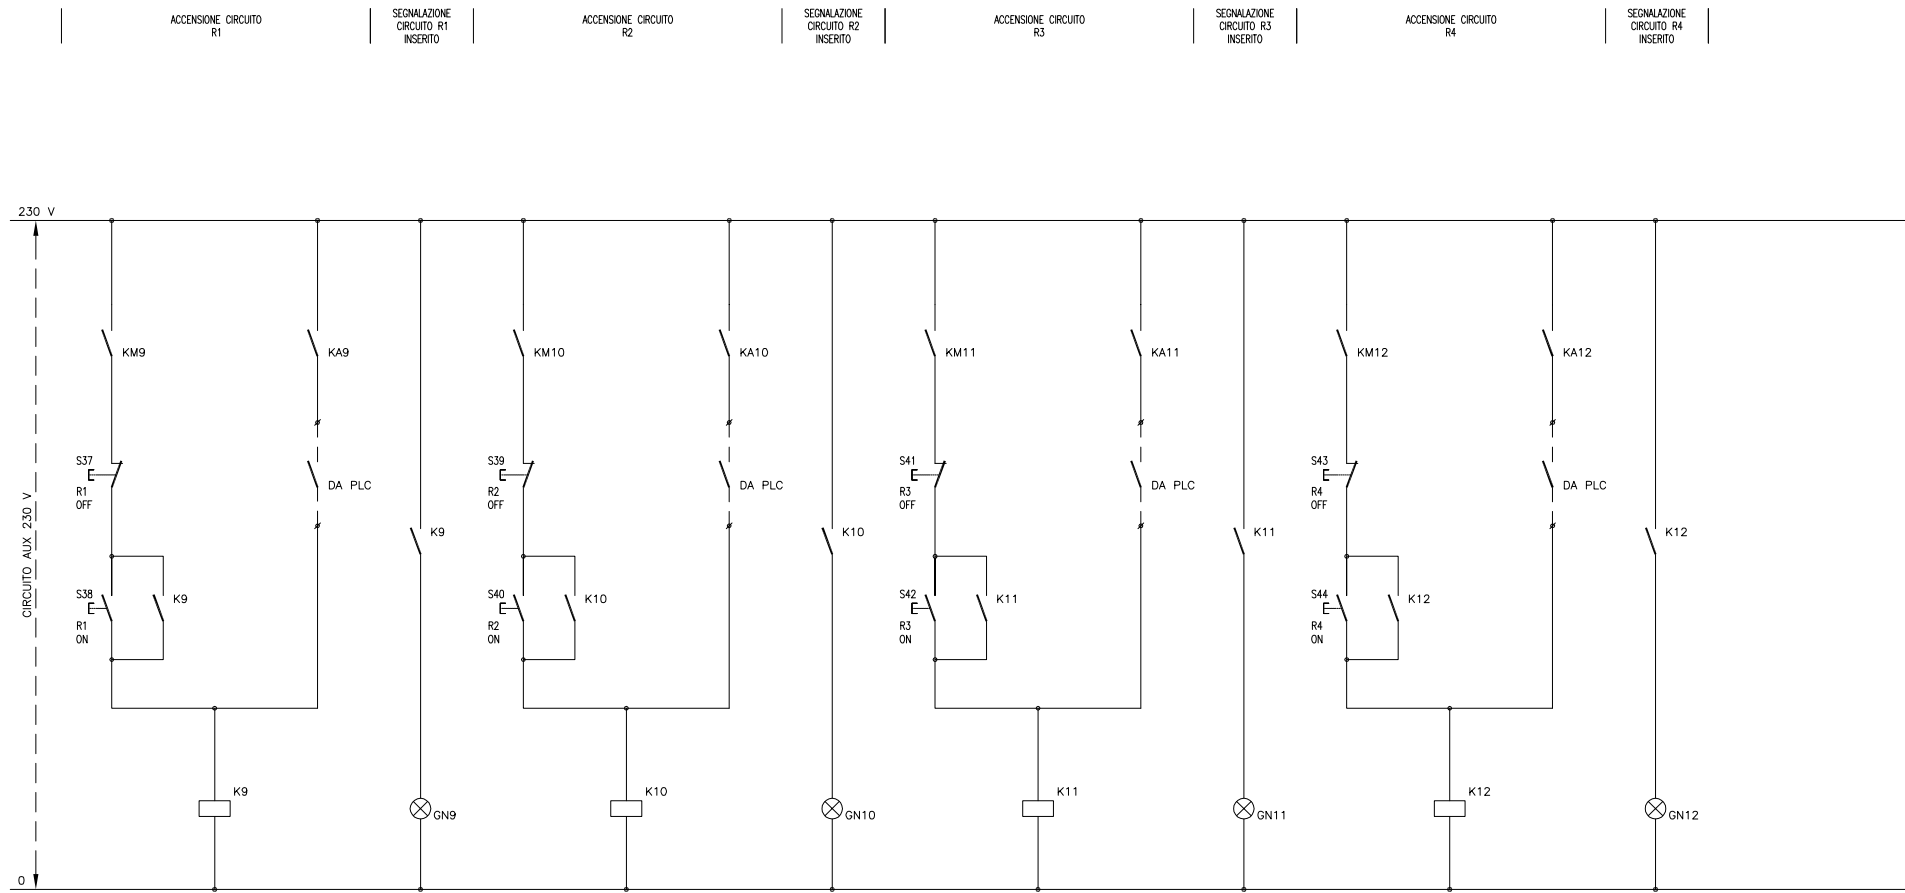 ACCENSIONE CIRCUITO
R1
SEGNALAZIONE
CIRCUITO R1
INSERITO
ACCENSIONE CIRCUITO
R2
SEGNALAZIONE
CIRCUITO R2
INSERITO
ACCENSIONE CIRCUITO
R3
SEGNALAZIONE
CIRCUITO R3
INSERITO
ACCENSIONE CIRCUITO
R4
SEGNALAZIONE
CIRCUITO R4
INSERITO
230 V
CIRCUITO AUX 230 V
KM9
KA9
KM10
KA10
KM11
KA11
KM12
KA12
S37
R1
OFF
DA PLC
S39
R2
OFF
DA PLC
S41
R3
OFF
DA PLC
S43
R4
OFF
DA PLC
K9
K10
K11
K12
S38
R1
ON
K9
S40
R2
ON
K10
S42
R3
ON
K11
S44
R4
ON
K12
K9
GN9
K10
GN10
K11
GN11
K12
GN12
0